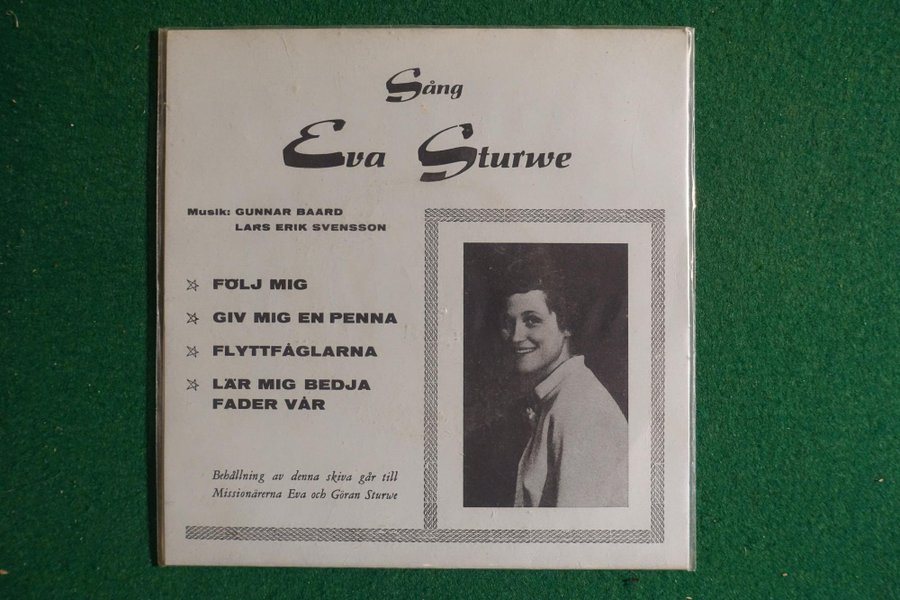 Sång
Eva Sturwe
Musik: GUNNAR BAARD
LARS ERIK SVENSSON
FÖLJ MIG
GIV MIG EN PENNA
FLYTTFÅGLARNA
LÄR MIG BEDJA
FADER VÅR
Behållning av denna skiva går till
Missionärerna Eva och Göran Sturwe